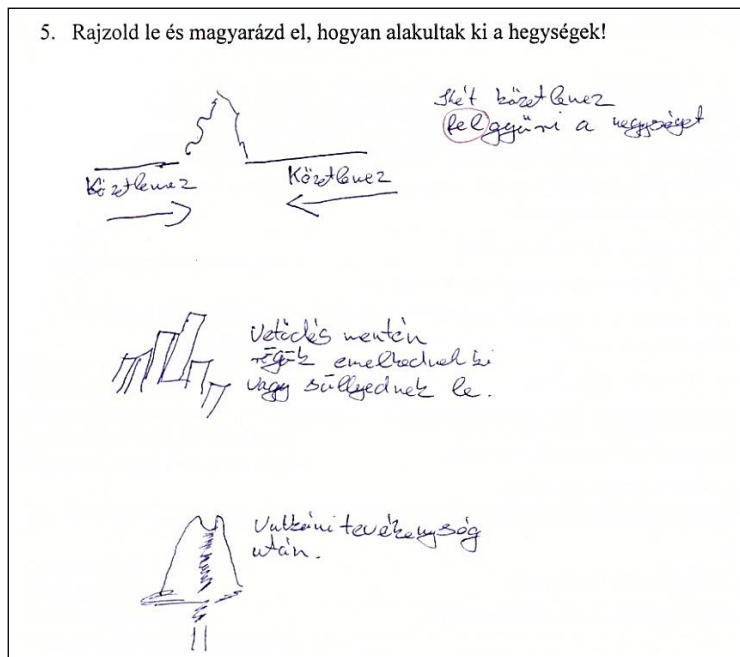 5. Rajzold le és magyarázd el, hogyan alakultak ki a hegységek!
Két kőzetlemez
felgyűri a hegységet
Kőzetlemez Kőzetlemez
Vetődés mentén
rögök emelkednek ki
vagy süllyednek le.
Vulkáni tevékenység
után.